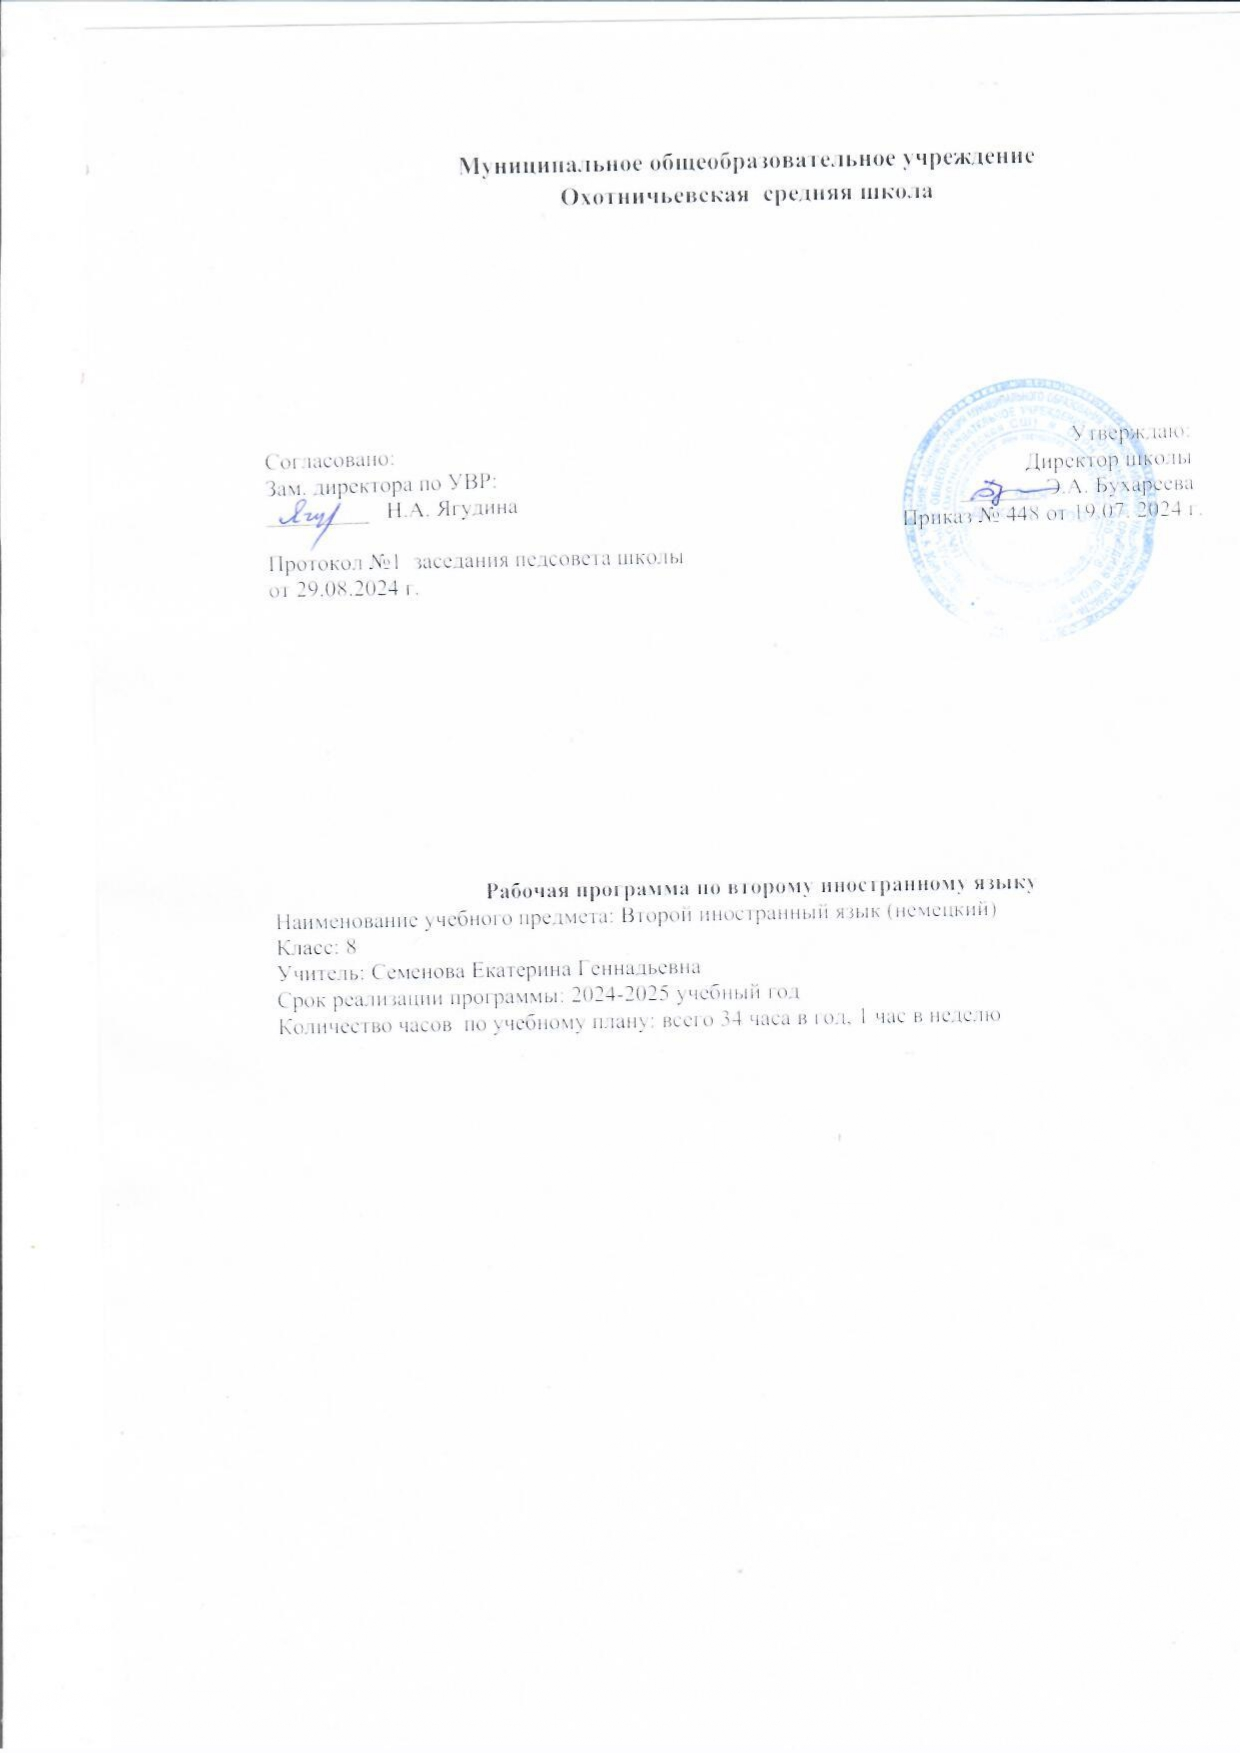 Муниципальное общеобразовательное учреждение
Охотничьевская средняя школа
Согласовано:
Зам. директора по УВР:
Н.А. Ягудина
Протокол №1 заседания педсовета школы
от 29.08.2024 г.
Утверждаю:
Директор школы
Э.А. Бухареева
Приказ № 448 от 19.07. 2024 г.
Рабочая программа по второму иностранному языку
Наименование учебного предмета: Второй иностранный язык (немецкий)
Класс: 8
Учитель: Семенова Екатерина Геннадьевна
Срок реализации программы: 2024-2025 учебный год
Количество часов по учебному плану: всего 34 часа в год, 1 час в неделю